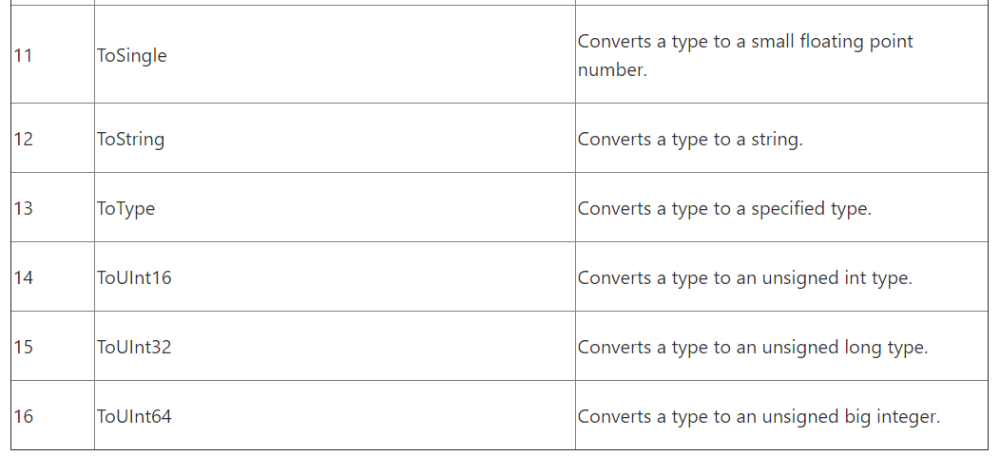 11 ToSingle Converts a type to a small floating point
number.
12 ToString Converts a type to a string.
13 ToType Converts a type to a specified type.
14 ToUInt16 Converts a type to an unsigned int type.
15 ToUInt32 Converts a type to an unsigned long type.
16 ToUInt64 Converts a type to an unsigned big integer.